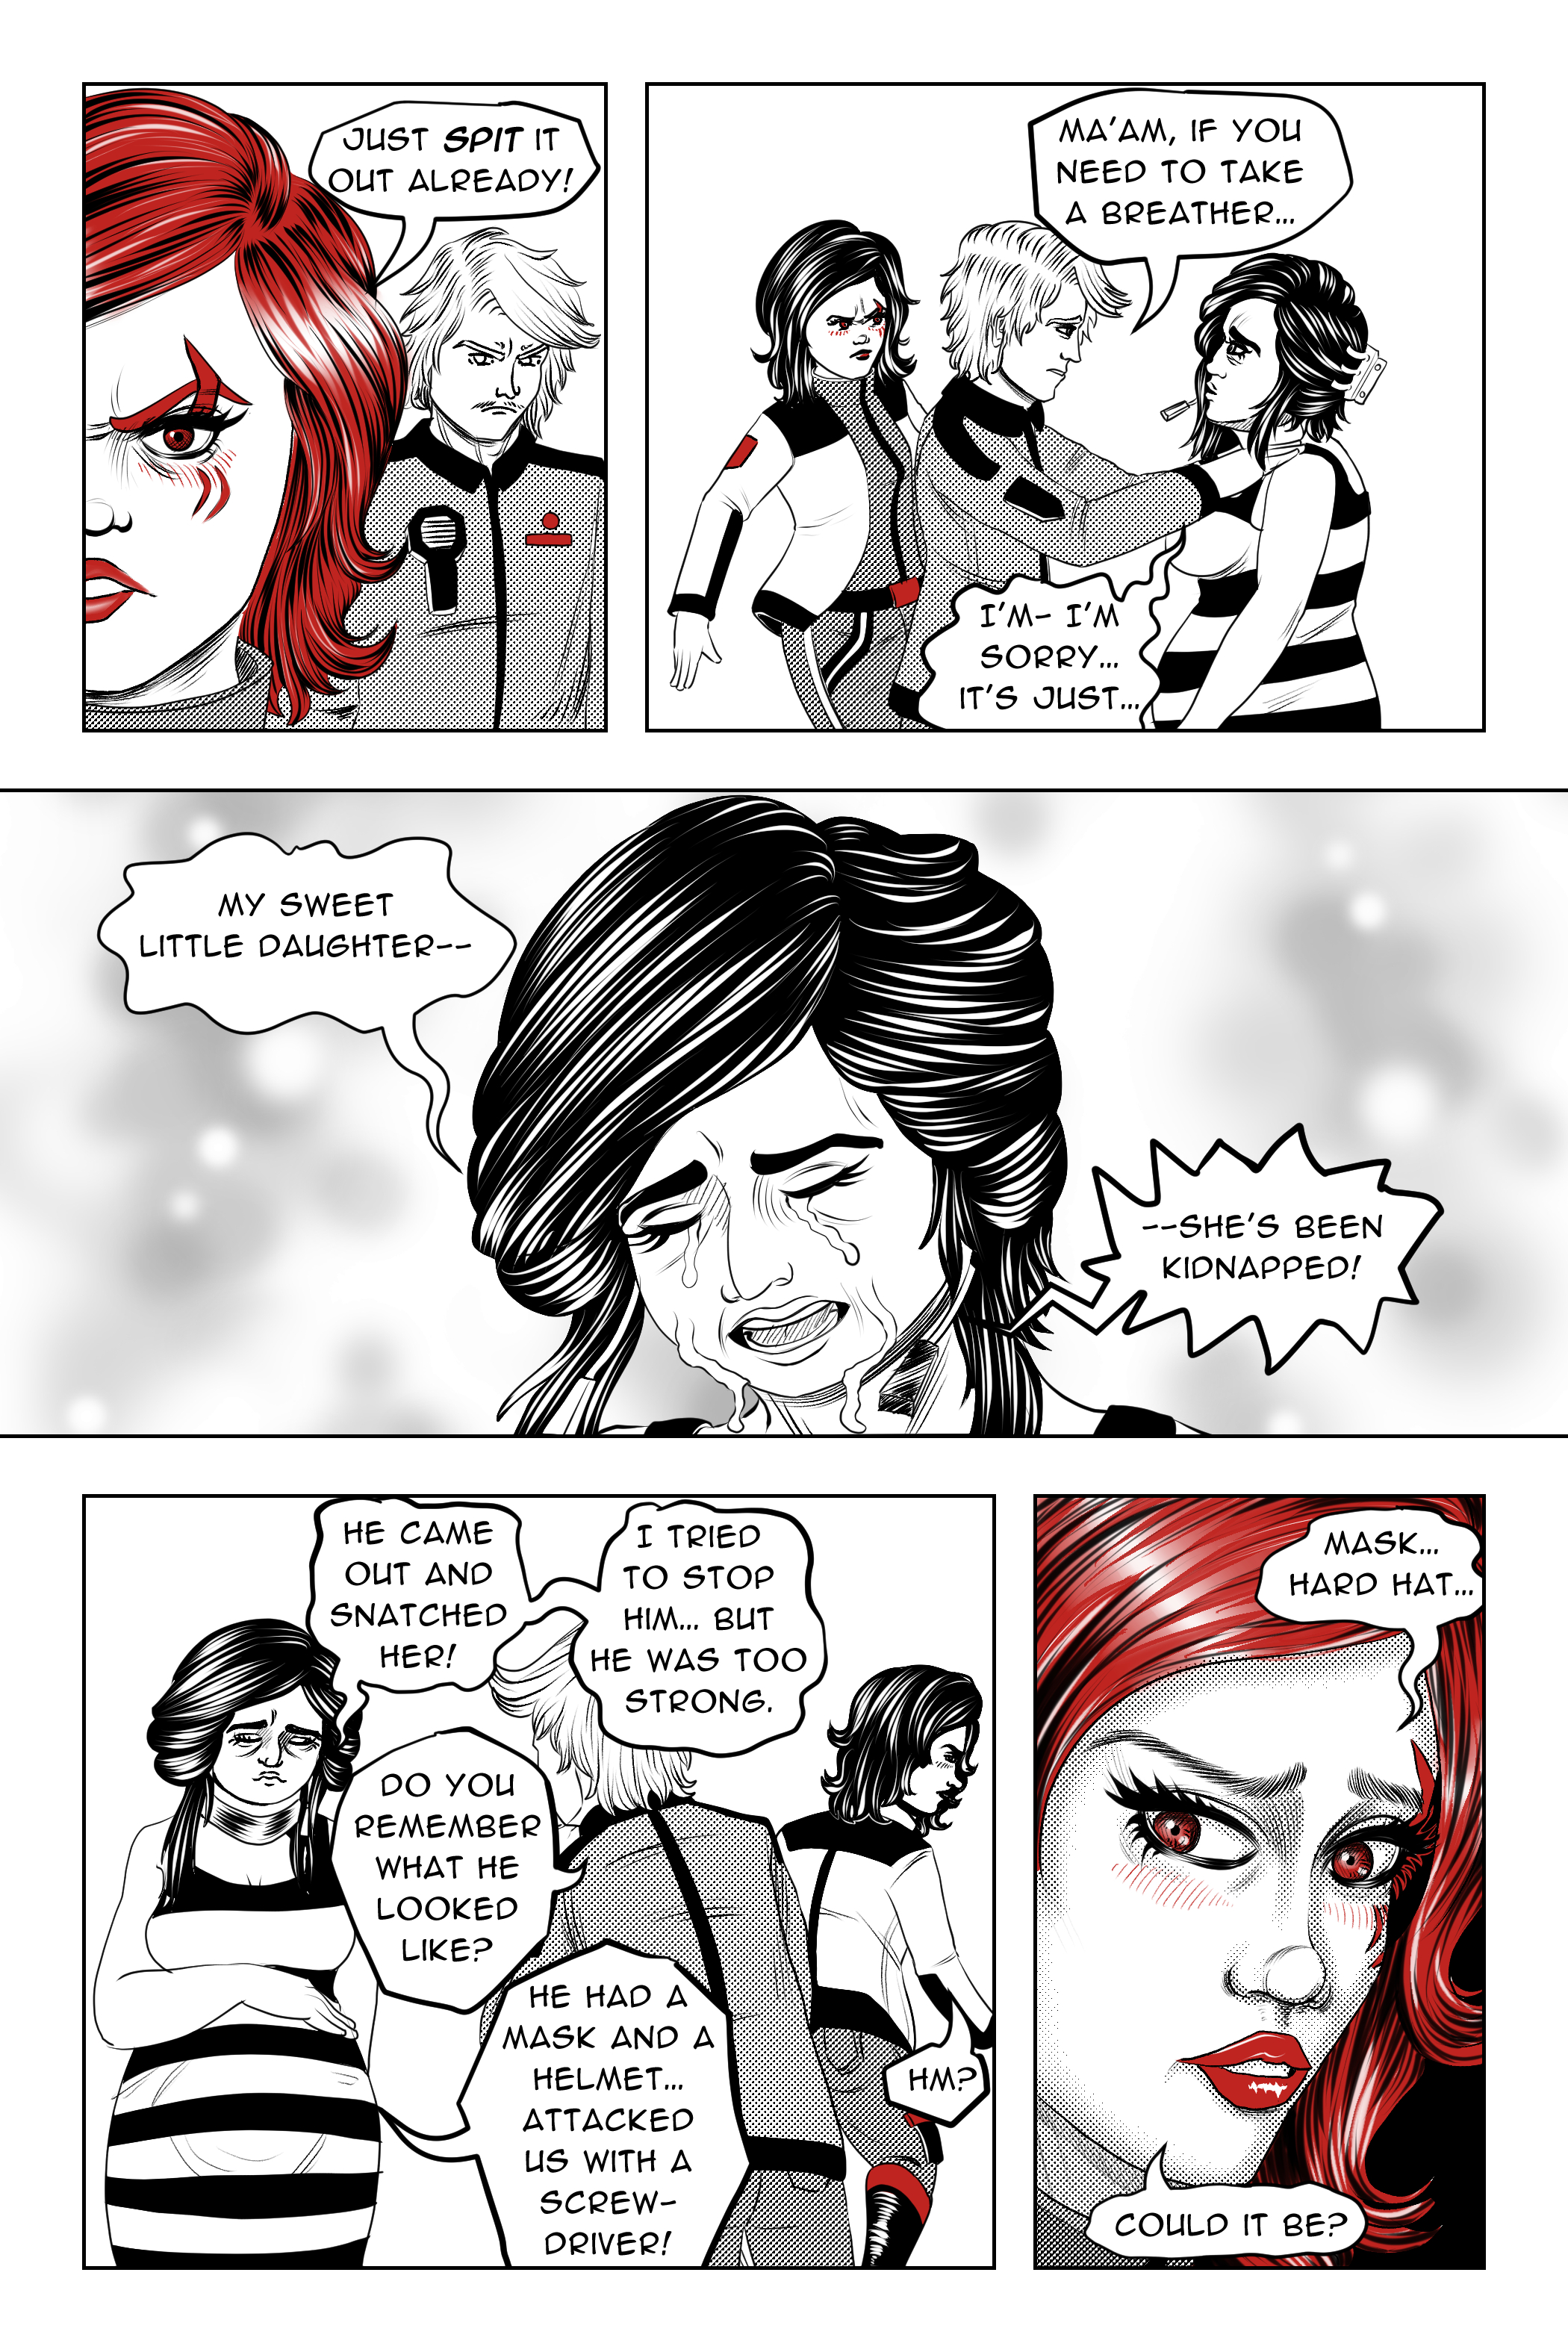 JUST SPIT IT
OUT ALREADY!
MA'AM, IF YOU
NEED TO TAKE
A BREATHER...
I'M- I'M
SORRY...
IT'S JUST...
MY SWEET
LITTLE DAUGHTER--
--SHE'S BEEN
KIDNAPPED!
HE CAME
OUT AND
SNATCHED
HER!
I TRIED
TO STOP
HIM... BUT
HE WAS TOO
STRONG.
DO YOU
REMEMBER
WHAT HE
LOOKED
LIKE?
HE HAD A
MASK AND A
HELMET...
ATTACKED
US WITH A
SCREW-
DRIVER!
HM?
MASK...
HARD HAT...
COULD IT BE?